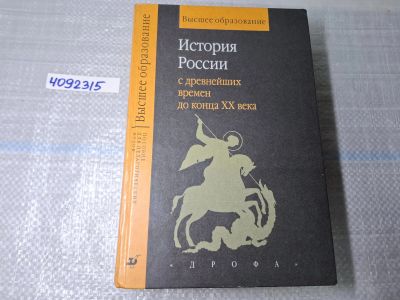 4092315
Высшее образование
Высшее образование
История
России
с древнейших
времен
до конца XX века
"ДРОФА"